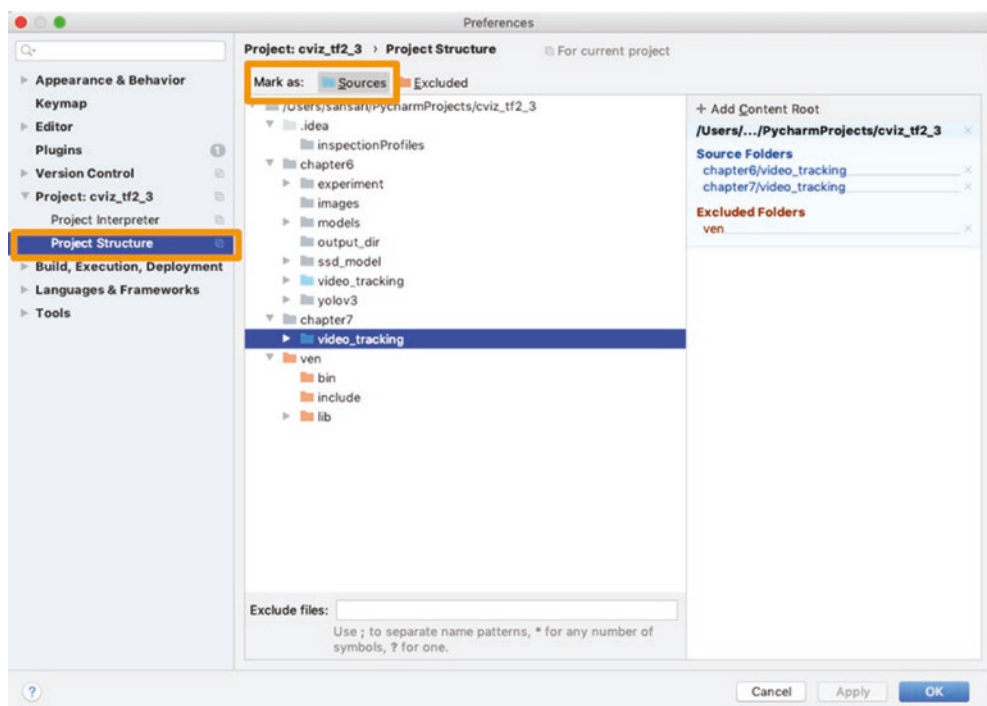 Preferences
Project: cviz_tf2_3 › Project Structure
For current project
Appearance & Behavior
Keymap
Editor
Plugins
1
Version Control
Project: cviz_tf2_3
Project Interpreter
Project Structure
Build, Execution, Deployment
Languages & Frameworks
Tools
Mark as: Sources Excluded
/Users/sansari/PycharmProjects/cviz_tf2_3
.idea
inspectionProfiles
chapter6
experiment
images
models
output_dir
ssd_model
video_tracking
yolov3
chapter7
video_tracking
ven
bin
include
lib
+ Add Content Root
/Users/.../PycharmProjects/cviz_tf2_3
Source Folders
chapter6/video_tracking
chapter7/video_tracking
Excluded Folders
ven
Exclude files:
Use ; to separate name patterns, * for any number of
symbols, ? for one.
?
Cancel
Apply
OK